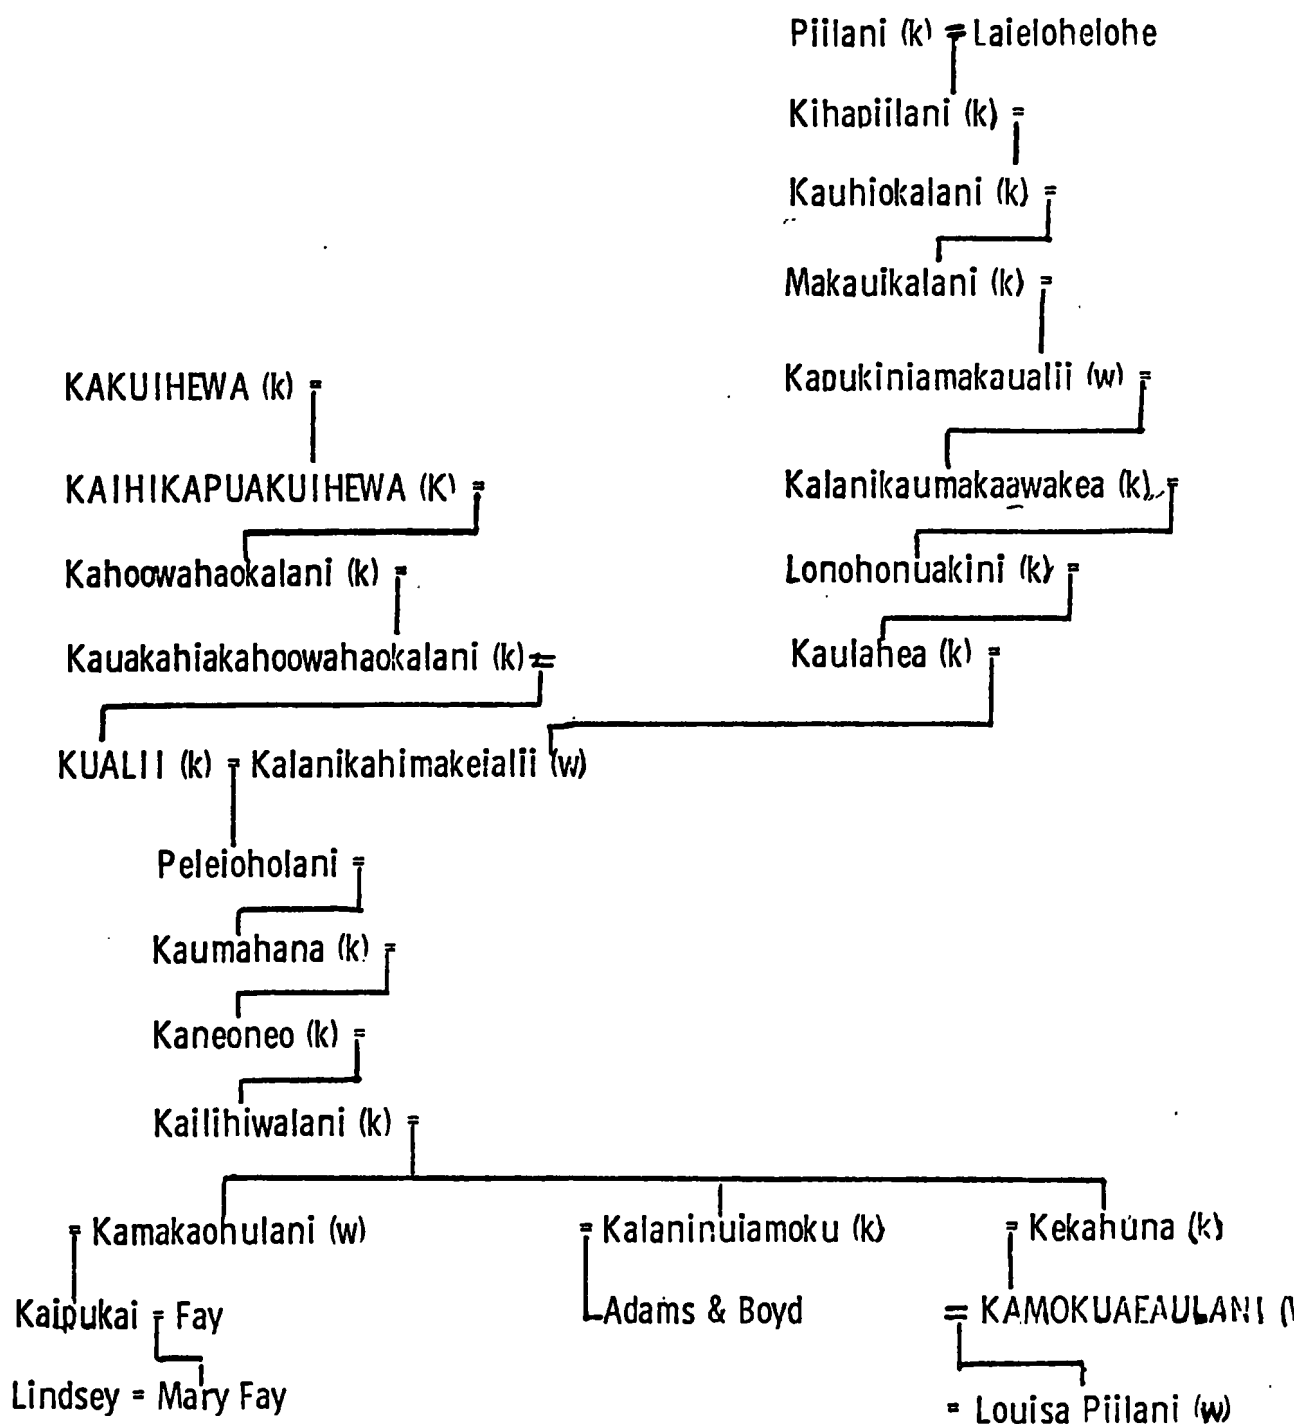 Piilani (k) = Laielohelohe
Kihapiilani (k) =
Kauhiokalani (k) =
Makauikalani (k) =
KAKUIHEWA (k) =
Kapukiniamakaualii (w) =
KAIHIKAPUAKUIHEWA (K) =
Kalanikaumakaawakea (k) =
Kahoowahaokalani (k) =
Lonohonuakini (k) =
Kauakahiakahoowahaokalani (k) =
Kaulahea (k) =
KUALII (k) = Kalanikahimakeialii (w)
Peleioholani =
Kaumahana (k) =
Kaneoneo (k) =
Kailihiwalani (k) =
= Kamakaohulani (w) = Kalaninuiamoku (k) = Kekahuna (k)
Kaipukai = Fay Adams & Boyd = KAMOKUAEAULANI
Lindsey = Mary Fay = Louisa Piilani (w)